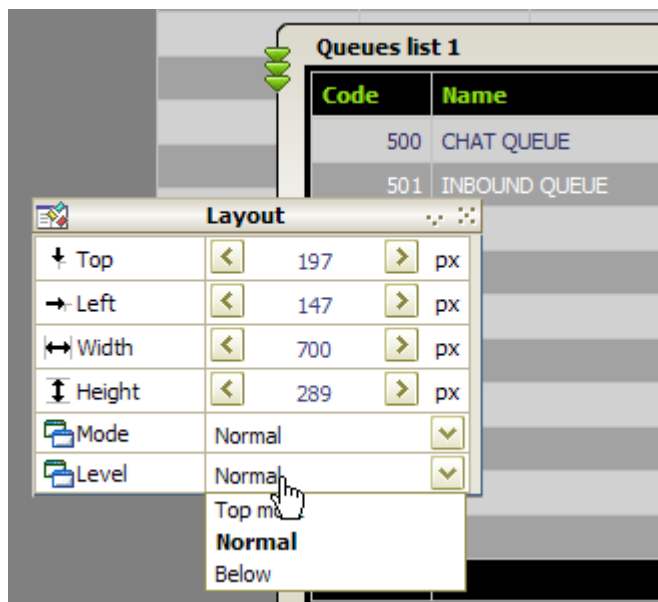 Queues list 1
Code Name
500 CHAT QUEUE
501 INBOUND QUEUE
Layout
Top 197 px
Left 147 px
Width 700 px
Height 289 px
Mode Normal
Level Normal
Top
Normal
Below